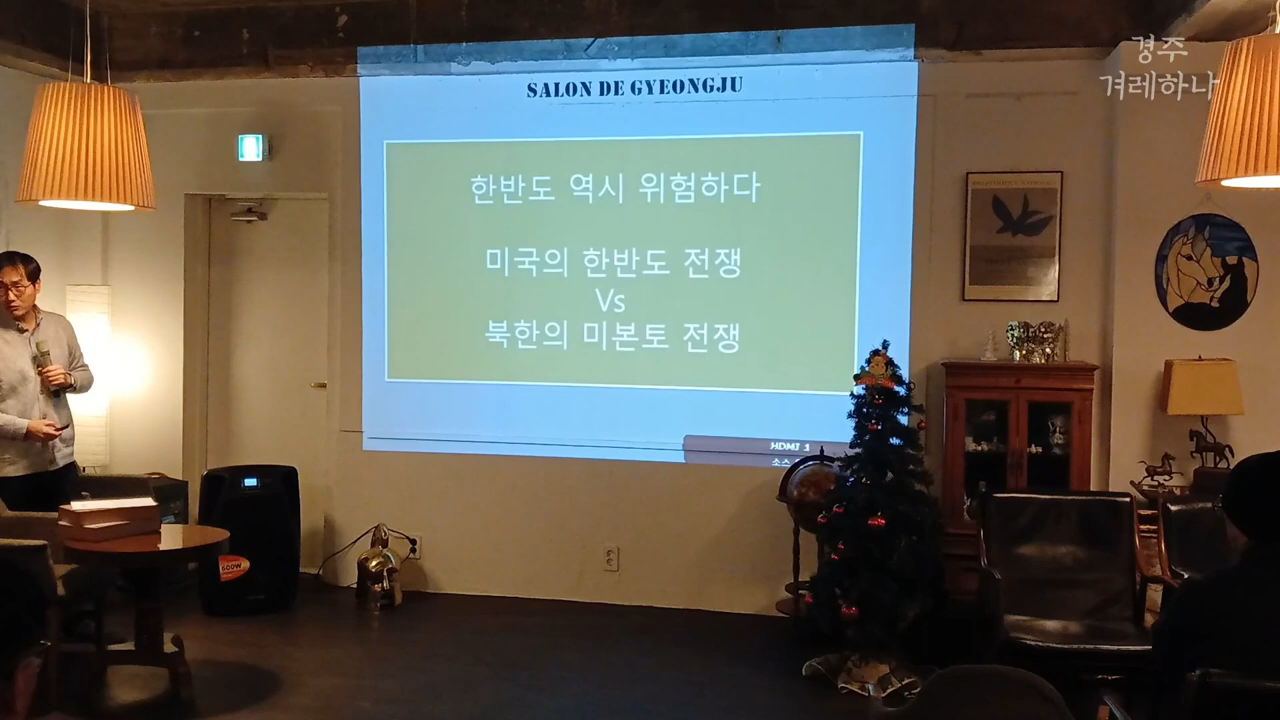 경주
겨레하나
SALON DE GYEONGJU
한반도 역시 위험하다
미국의 한반도 전쟁
Vs
북한의 미본토 전쟁
HDMI 1
600W